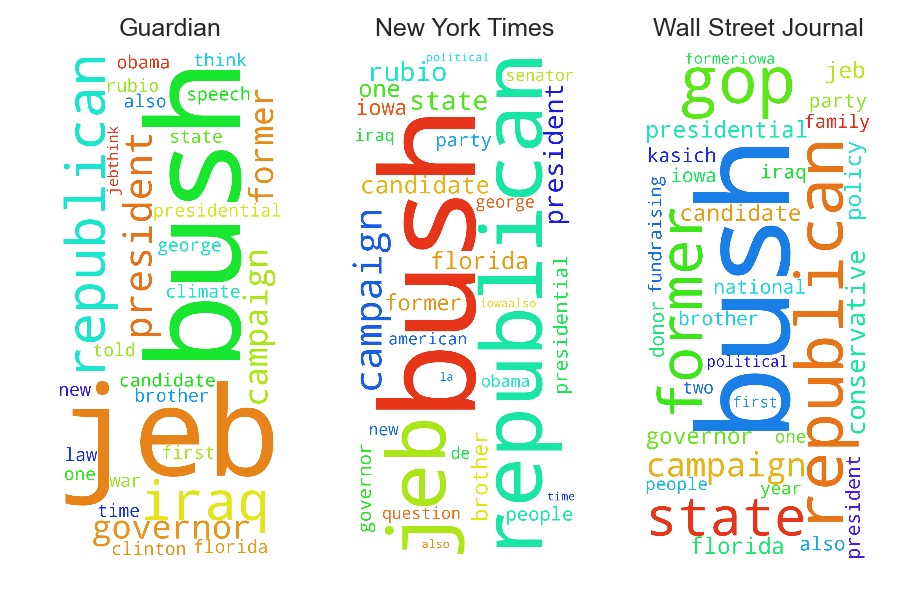 Guardian
obama
think
rubio
also
speech
bush
republican
jebthink
president
state
former
presidential
george
climate
campaign
told
new
candidate
brother
jeb
law
first
one
war
iraq
time
governor
clinton
florida
New York Times
political
rubio
senator
one
state
iowa
iraq
party
republican
president
bush
candidate
george
campaign
florida
former
iowaalso
american
presidential
la
obama
new
jeb
de
brother
governor
question
time
people
also
Wall Street Journal
formeriowa
gop
jeb
party
family
presidential
kasich
iowa
iraq
policy
bush
republican
fundraising
candidate
former
national
donor
brother
conservative
political
two
first
governor
one
campaign
people
year
state
president
florida
also